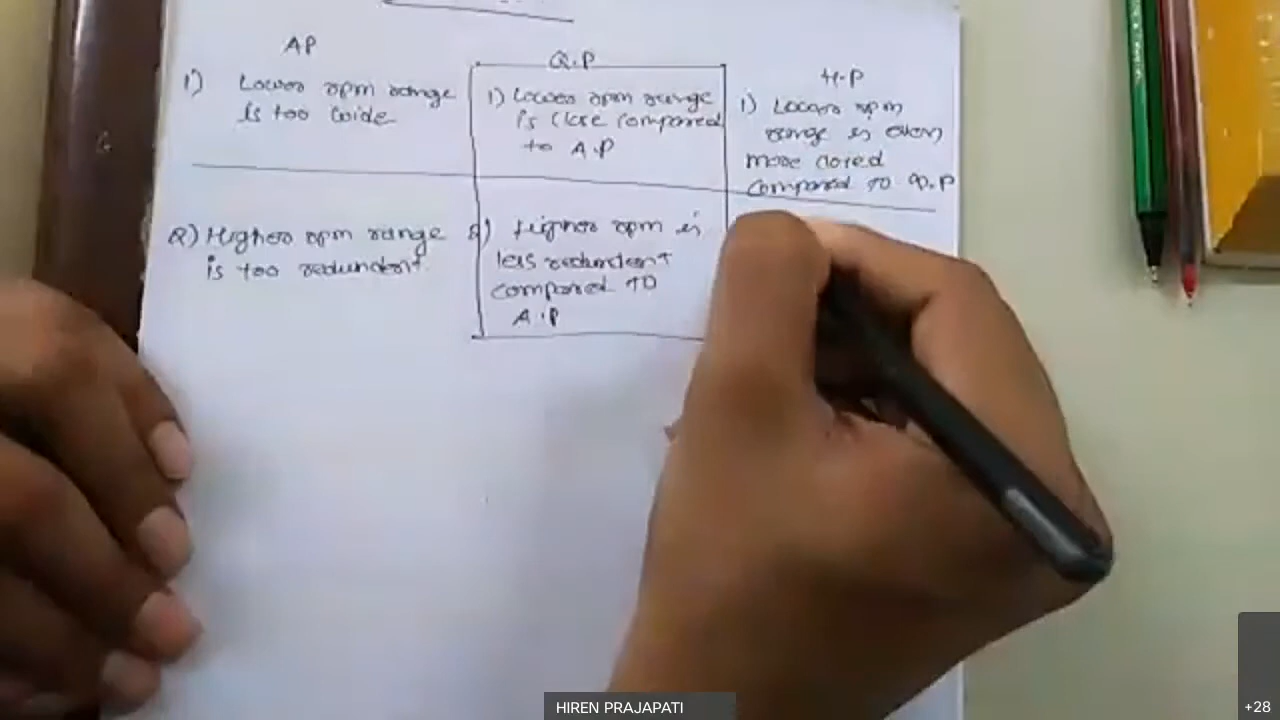 AP
1) Lower rpm range
is too wide
Q.P
1) Lower rpm range
is close compared
to A.P
H.P
1) Lower rpm
range is even
more closed
compared to G.P
2) Higher rpm range
is too redundent
2) Higher rpm is
less redundent
compared to
A.P
HIREN PRAJAPATI
+28